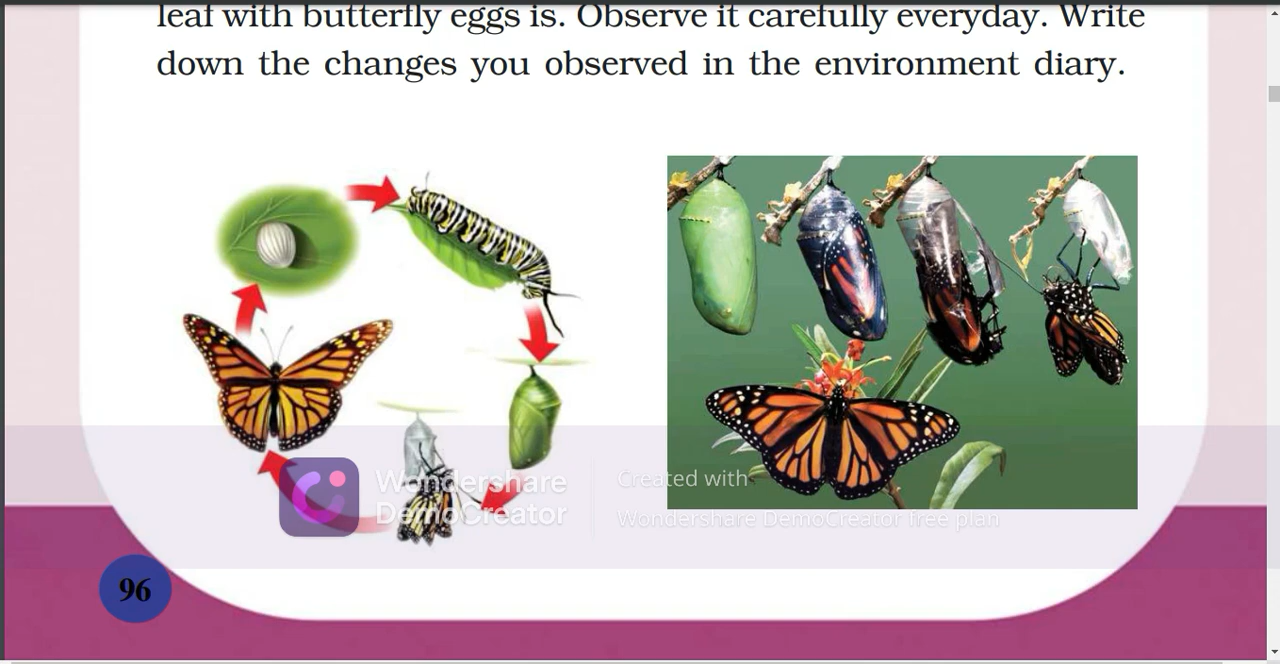 leaf with butterfly eggs is. Observe it carefully everyday. Write
down the changes you observed in the environment diary.
Wondershare
DemoCreator
Created with
Wondershare DemoCreator free plan
96